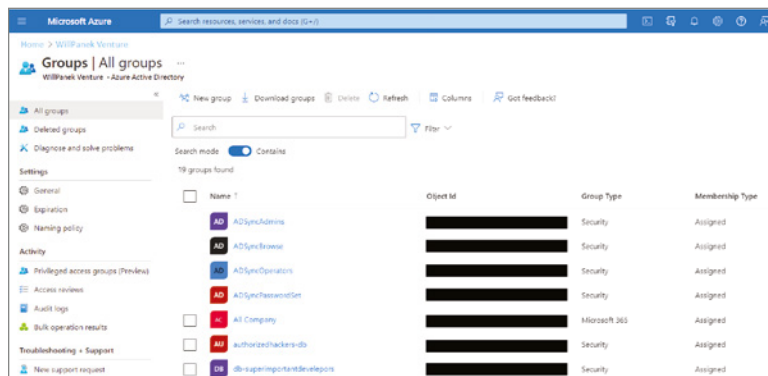 Microsoft Azure
Search resources, services, and docs (G+/)
Home > WillPanek Venture
Groups | All groups ...
WillPanek Venture - Azure Active Directory
«
New group Download groups Delete Refresh Columns Got feedback?
All groups
Deleted groups
Diagnose and solve problems
Settings
General
Expiration
Naming policy
Activity
Privileged access groups (Preview)
Access reviews
Audit logs
Bulk operation results
Troubleshooting + Support
New support request
Search
Filter
Search mode Contains
19 groups found
Name ↑ Object Id Group Type Membership Type
AD ADSyncAdmins Security Assigned
AD ADSyncBrowse Security Assigned
AD ADSyncOperators Security Assigned
AD ADSyncPasswordSet Security Assigned
AC All Company Microsoft 365 Assigned
AU authorizedhackers-db Security Assigned
DB db-superimportantdevelepors Security Assigned